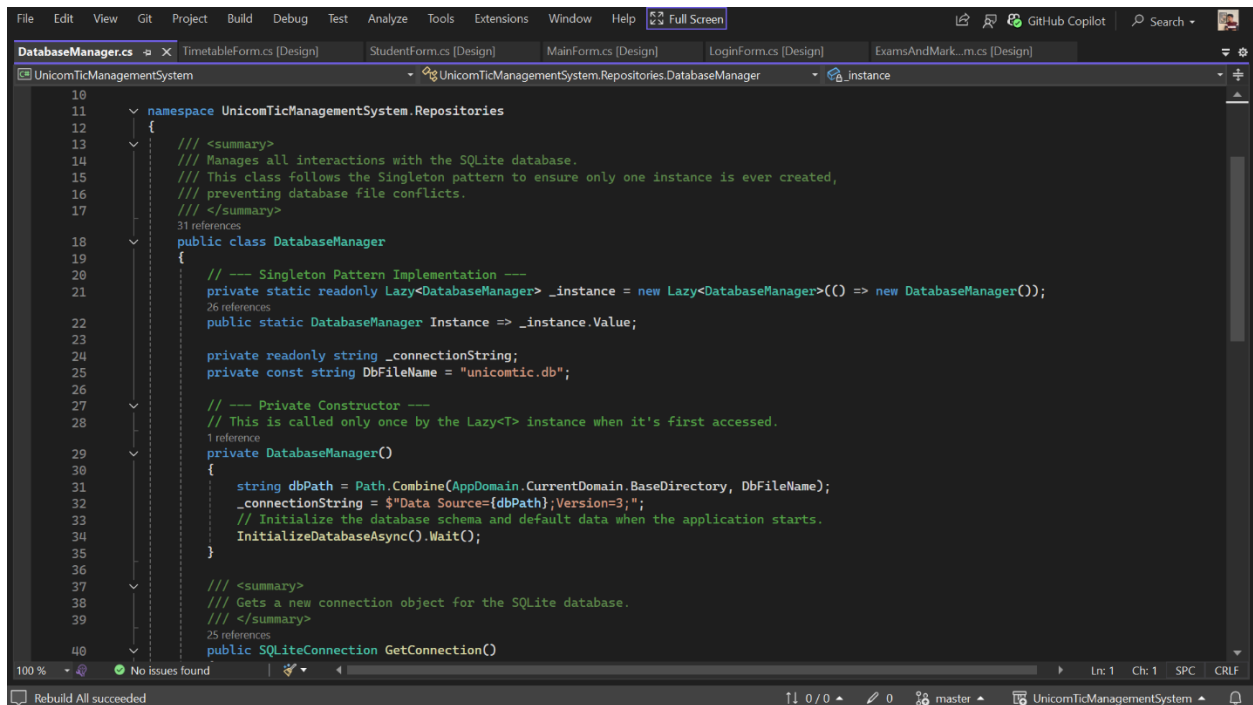 File Edit View Git Project Build Debug Test Analyze Tools Extensions Window Help Full Screen GitHub Copilot Search
DatabaseManager.cs TimetableForm.cs [Design] StudentForm.cs [Design] MainForm.cs [Design] LoginForm.cs [Design] ExamsAndMark...m.cs [Design]
UnicomTicManagementSystem UnicomTicManagementSystem.Repositories.DatabaseManager _instance
10
11 namespace UnicomTicManagementSystem.Repositories
12 {
13 /// <summary>
14 /// Manages all interactions with the SQLite database.
15 /// This class follows the Singleton pattern to ensure only one instance is ever created,
16 /// preventing database file conflicts.
17 /// </summary>
31 references
18 public class DatabaseManager
19 {
20 // --- Singleton Pattern Implementation ---
21 private static readonly Lazy<DatabaseManager> _instance = new Lazy<DatabaseManager>(() => new DatabaseManager());
26 references
22 public static DatabaseManager Instance => _instance.Value;
23
24 private readonly string _connectionString;
25 private const string DbFileName = "unicomtic.db";
26
27 // --- Private Constructor ---
28 // This is called only once by the Lazy<T> instance when it's first accessed.
1 reference
29 private DatabaseManager()
30 {
31 string dbPath = Path.Combine(AppDomain.CurrentDomain.BaseDirectory, DbFileName);
32 _connectionString = $"Data Source={dbPath};Version=3;";
33 // Initialize the database schema and default data when the application starts.
34 InitializeDatabaseAsync().Wait();
35 }
36
37 /// <summary>
38 /// Gets a new connection object for the SQLite database.
39 /// </summary>
25 references
40 public SQLiteConnection GetConnection()
100 % No issues found Ln: 1 Ch: 1 SPC CRLF
Rebuild All succeeded 0 / 0 0 master UnicomTicManagementSystem